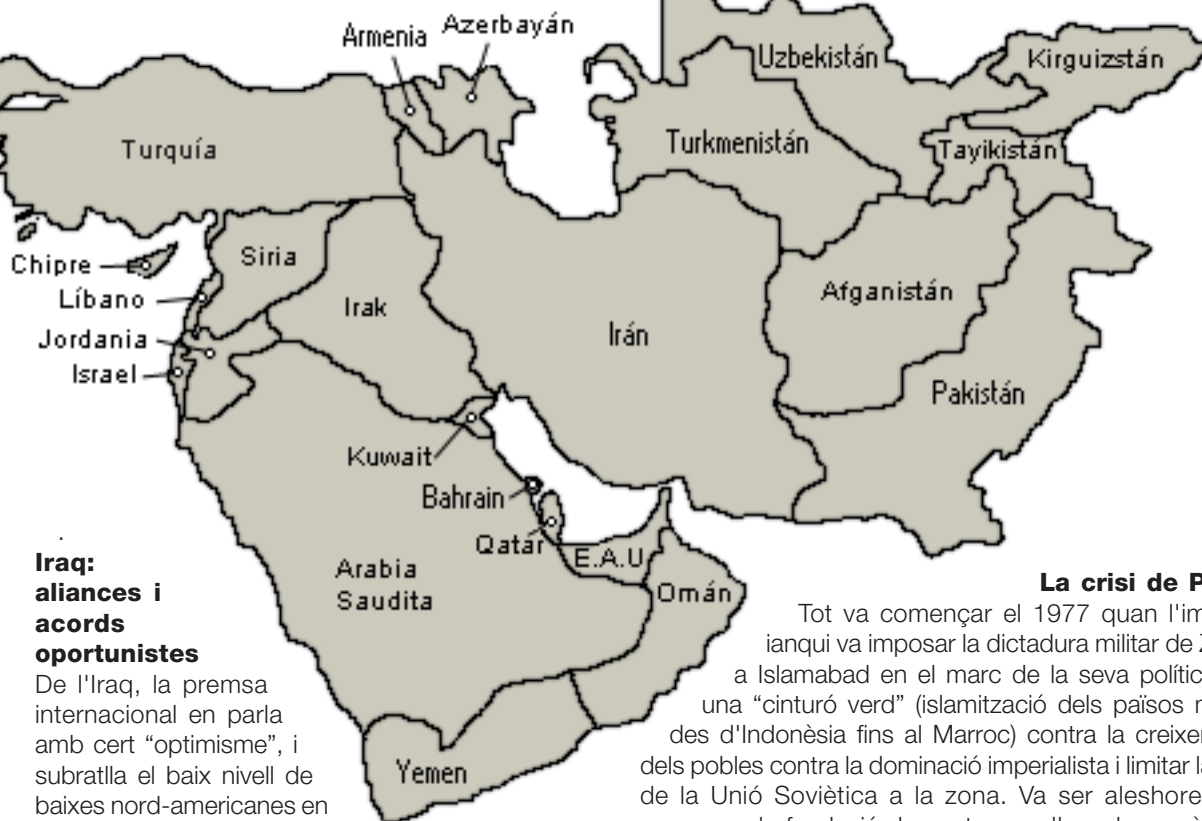 Armenia
Azerbayán
Uzbekistán
Kirguizstán
Turquía
Turkmenistán
Tayikistán
Chipre
Siria
Líbano
Irak
Afganistán
Jordania
Irán
Israel
Pakistán
Kuwait
Bahrain
Qatar
E.A.U
Arabia
Saudita
Omán
Yemen
Iraq:
aliances i
acords
oportunistes
De l'Iraq, la premsa
internacional en parla
amb cert “optimisme”, i
subratlla el baix nivell de
baixes nord-americanes en
La crisi de P
Tot va començar el 1977 quan l'im
ianqui va imposar la dictadura militar de
a Islamabad en el marc de la seva polític
una “cinturó verd” (islamització dels països
des d'Indonèsia fins al Marroc) contra la creixer
dels pobles contra la dominació imperialista i limitar
de la Unió Soviètica a la zona. Va ser aleshore